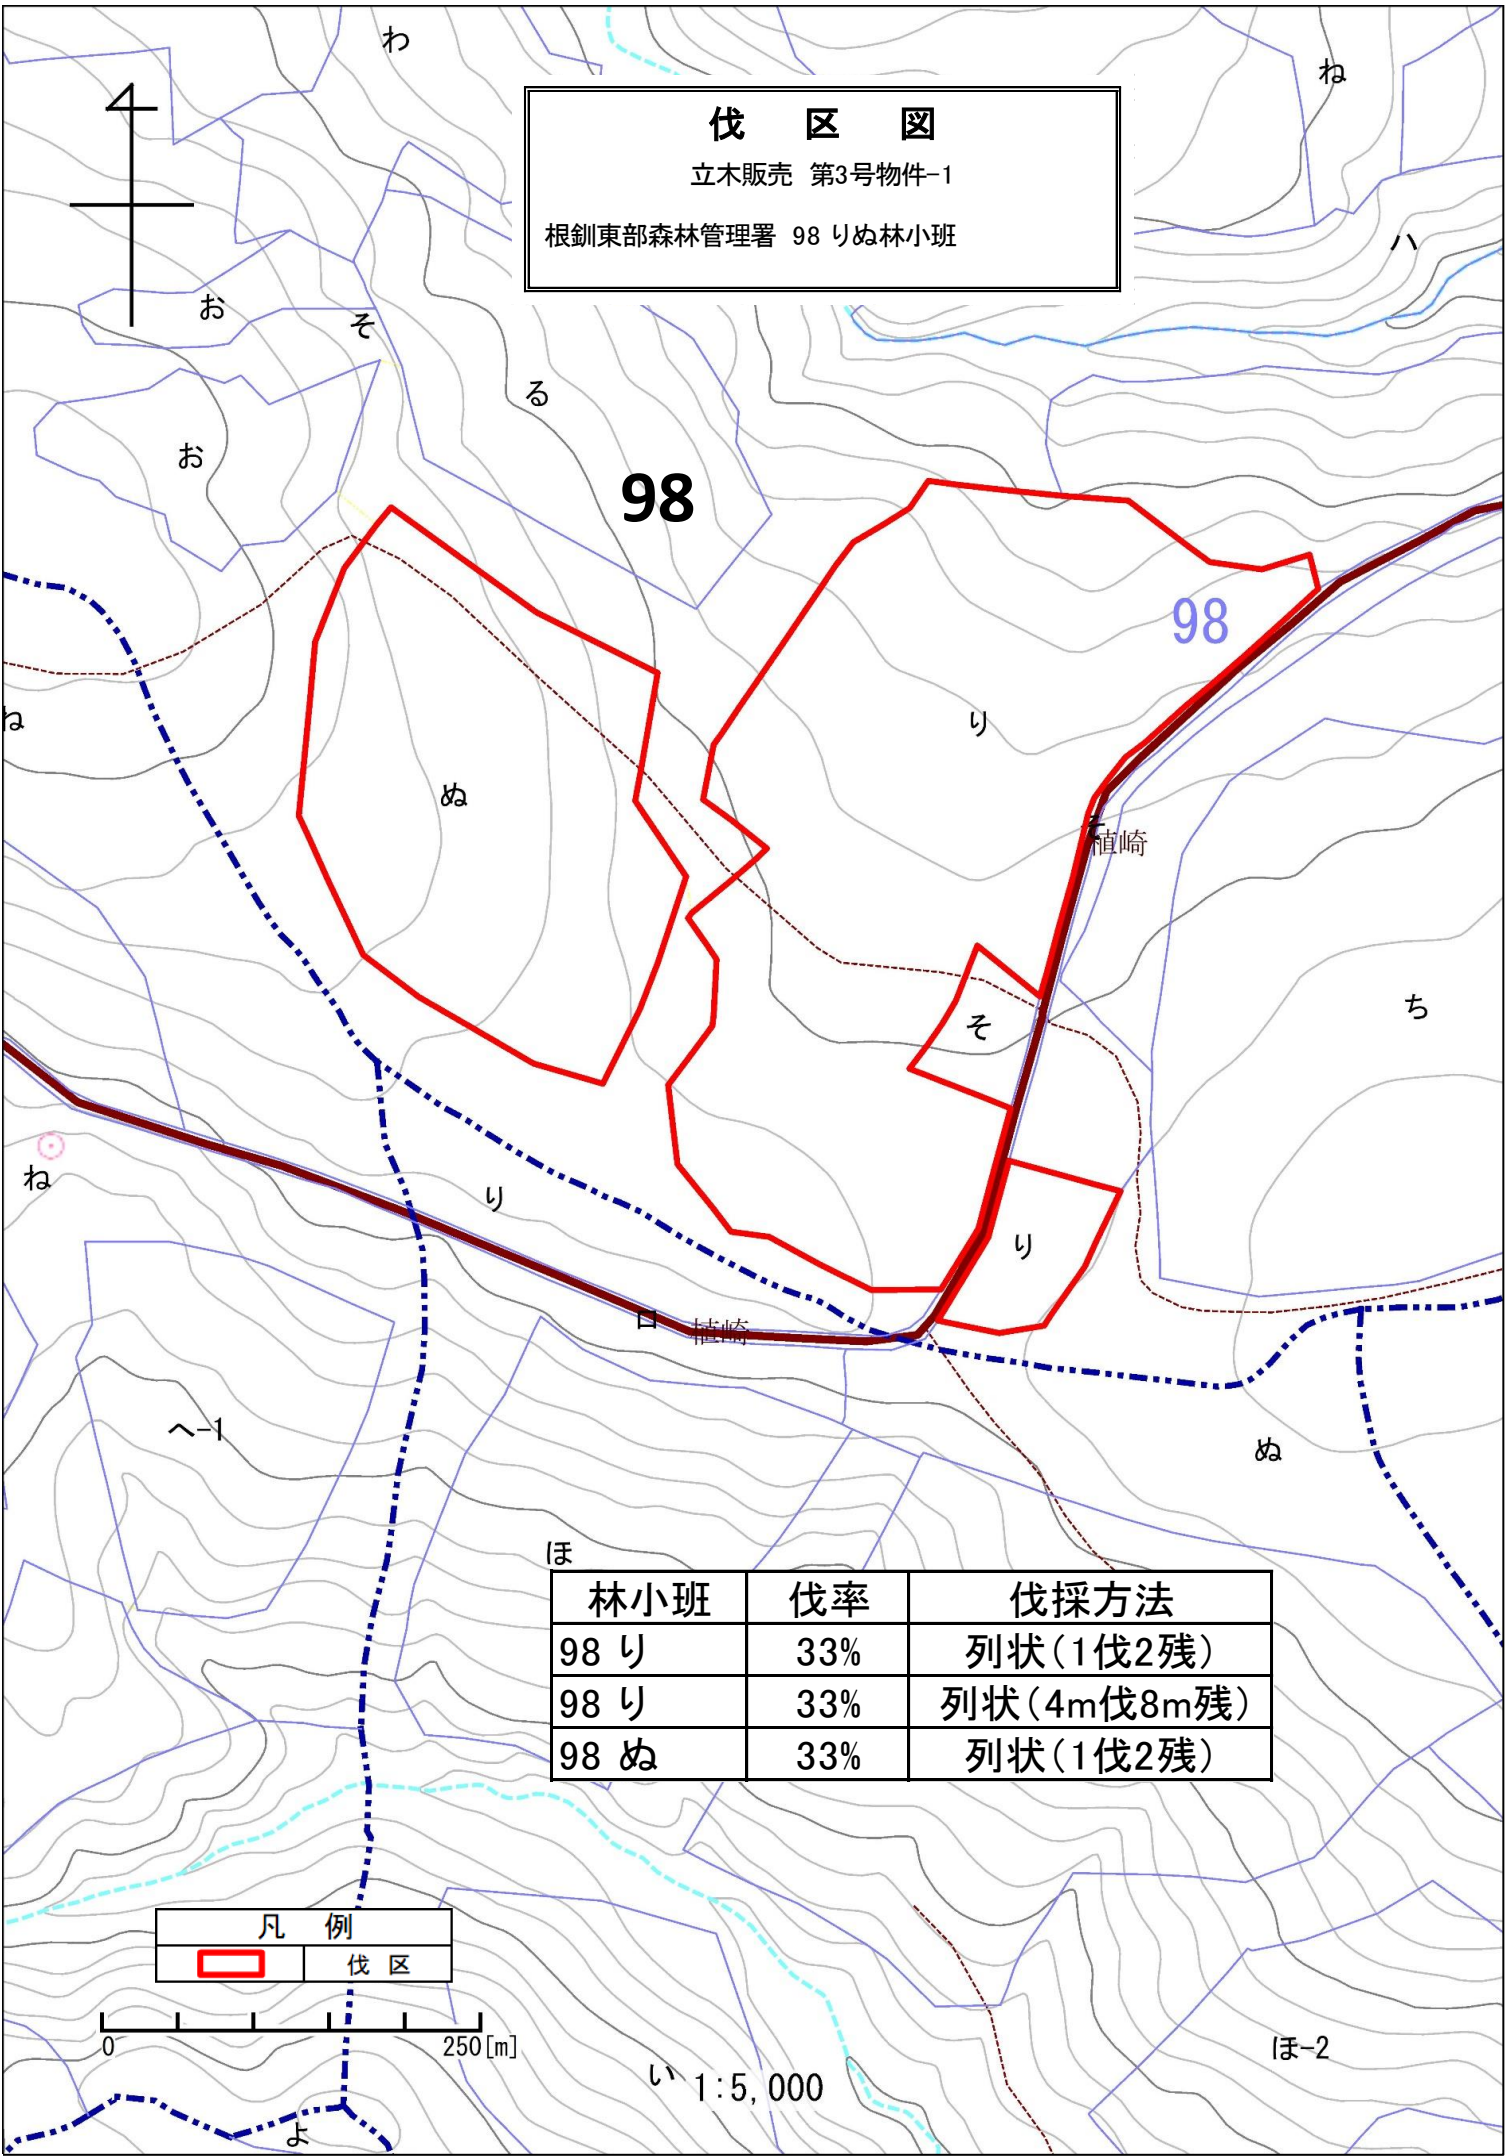 わ
ね
伐 区 図
立木販売 第3号物件-1
根釧東部森林管理署 98 りぬ林小班
ハ
お
そ
る
お
98
98
り
ね
ぬ
そ
植崎
ち
そ
ね
り
り
ロ
植崎
へ-1
ぬ
ほ
林小班 伐率 伐採方法
98 り 33% 列状(1伐2残)
98 り 33% 列状(4m伐8m残)
98 ぬ 33% 列状(1伐2残)
凡 例
伐 区
0 250[m]
い 1:5,000
ほ-2
よ